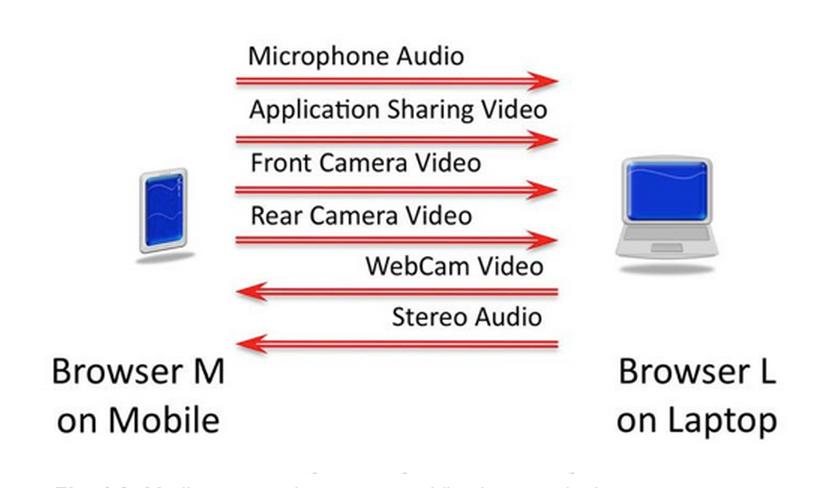 Microphone Audio
Application Sharing Video
Front Camera Video
Rear Camera Video
WebCam Video
Stereo Audio
Browser M
on Mobile
Browser L
on Laptop